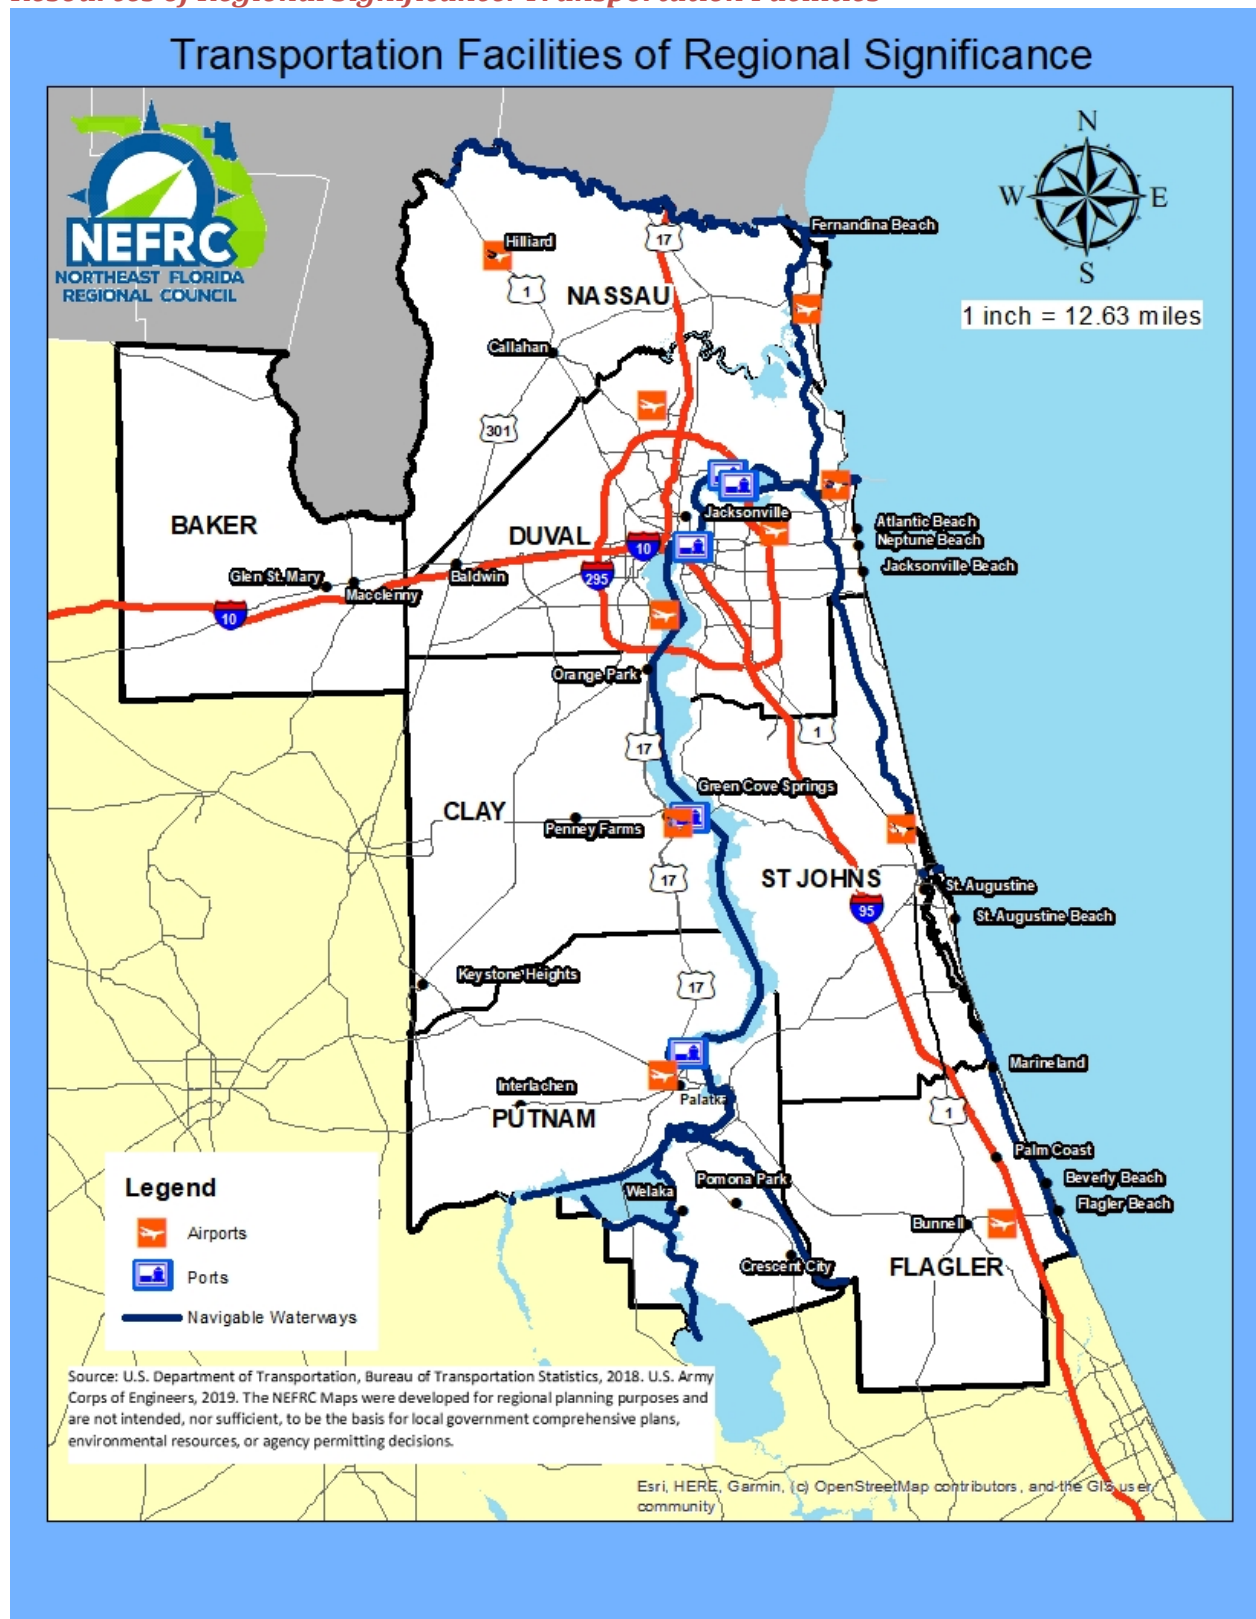 Resources of Regional Significance: Transportation Facilities
Transportation Facilities of Regional Significance
NEFRC
NORTHEAST FLORIDA
REGIONAL COUNCIL
N
W
E
S
1 inch = 12.63 miles
Fernandina Beach
Hilliard
17
1
NASSAU
Callahan
301
BAKER
DUVAL
Jacksonville
Atlantic Beach
Neptune Beach
Jacksonville Beach
10
295
Glen St. Mary
Baldwin
Macclenny
10
Orange Park
1
17
Green Cove Springs
CLAY
Penney Farms
17
ST JOHNS
St. Augustine
95
St. Augustine Beach
Keystone Heights
17
Marineland
Interlachen
Palatka
1
PUTNAM
Palm Coast
Pomona Park
Beverly Beach
Welaka
Flagler Beach
Bunnell
Crescent City
FLAGLER
Legend
Airports
Ports
Navigable Waterways
Source: U.S. Department of Transportation, Bureau of Transportation Statistics, 2018. U.S. Army
Corps of Engineers, 2019. The NEFRC Maps were developed for regional planning purposes and
are not intended, nor sufficient, to be the basis for local government comprehensive plans,
environmental resources, or agency permitting decisions.
Esri, HERE, Garmin, (c) OpenStreetMap contributors, and the GIS user
community